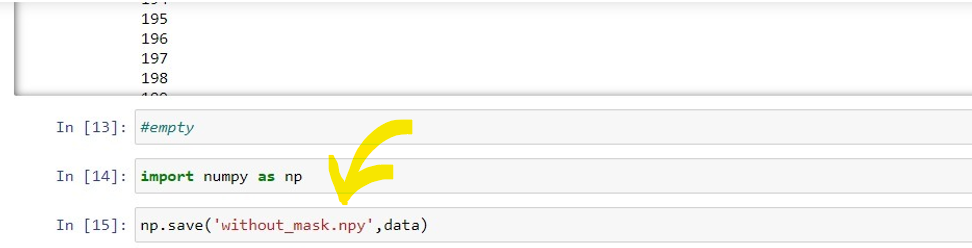 195
196
197
198
In [13]: #empty
In [14]: import numpy as np
In [15]: np.save('without_mask.npy',data)